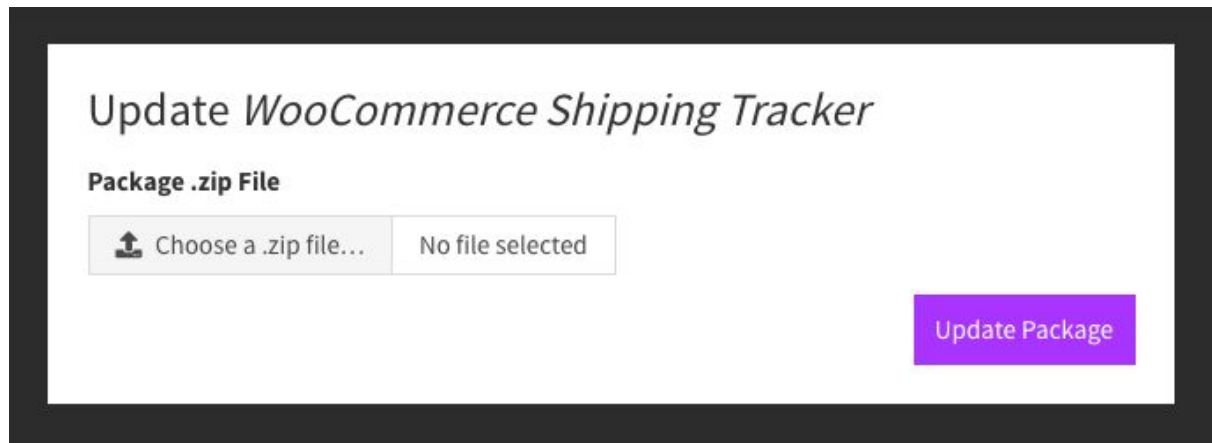 Update WooCommerce Shipping Tracker
Package .zip File
Choose a .zip file… No file selected
Update Package